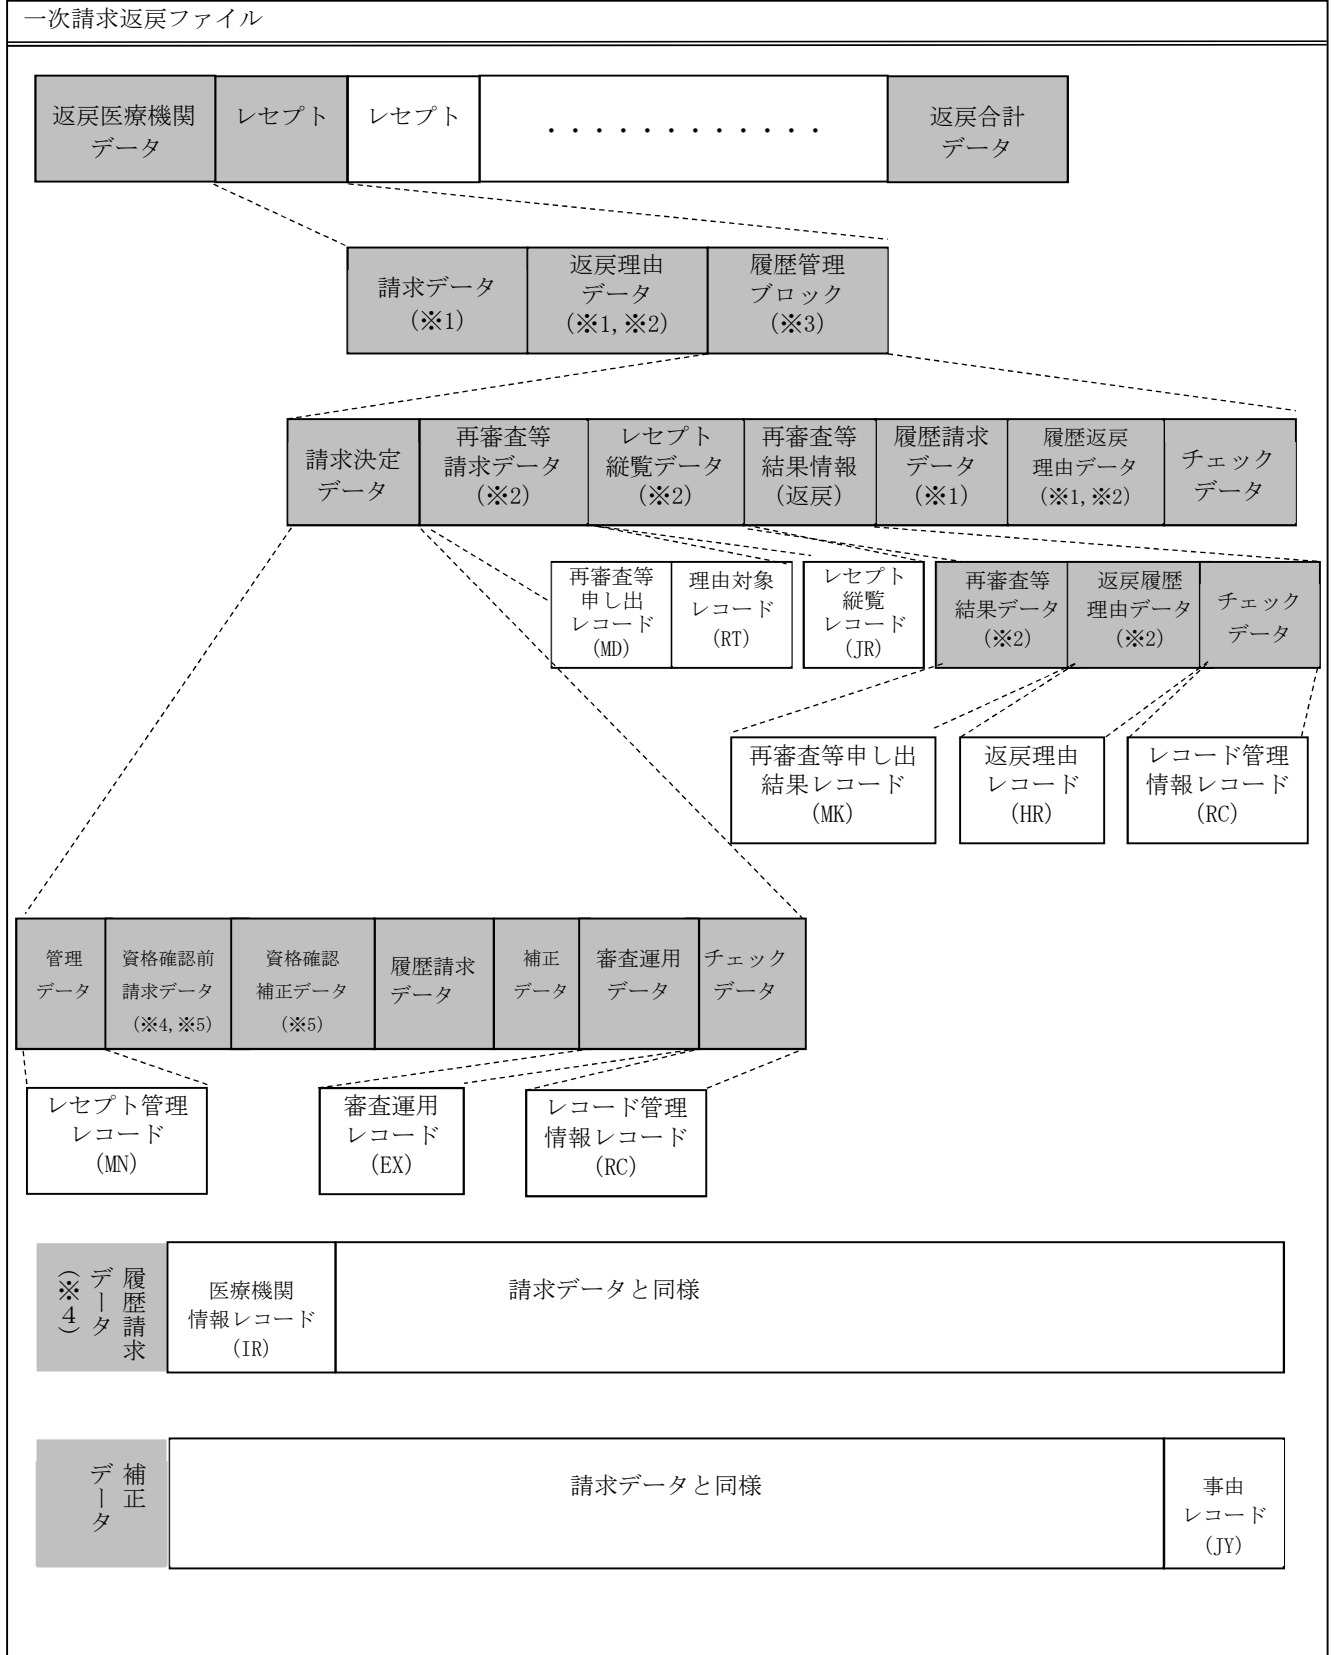 一次請求返戻ファイル
返戻医療機関
データ
レセプト
レセプト
・・・・・・・・・・・・
返戻合計
データ
請求データ
(※1)
返戻理由
データ
(※1,※2)
履歴管理
ブロック
(※3)
請求決定
データ
再審査等
請求データ
(※2)
レセプト
縦覧データ
(※2)
再審査等
結果情報
(返戻)
履歴請求
データ
(※1)
履歴返戻
理由データ
(※1,※2)
チェック
データ
再審査等
申し出
レコード
(MD)
理由対象
レコード
(RT)
レセプト
縦覧
レコード
(JR)
再審査等
結果データ
(※2)
返戻履歴
理由データ
(※2)
チェック
データ
再審査等申し出
結果レコード
(MK)
返戻理由
レコード
(HR)
レコード管理
情報レコード
(RC)
管理
データ
資格確認前
請求データ
(※4,※5)
資格確認
補正データ
(※5)
履歴請求
データ
補正
データ
審査運用
データ
チェック
データ
レセプト管理
レコード
(MN)
審査運用
レコード
(EX)
レコード管理
情報レコード
(RC)
履歴請求
データ
(※4)
医療機関
情報レコード
(IR)
請求データと同様
補正
データ
請求データと同様
事由
レコード
(JY)